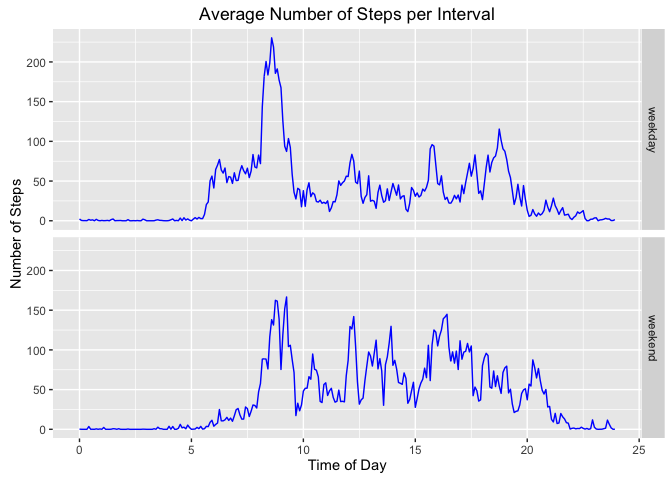 Average Number of Steps per Interval
200
150
100
50
0
weekday
200
150
100
50
0
weekend
Number of Steps
0 5 10 15 20 25
Time of Day